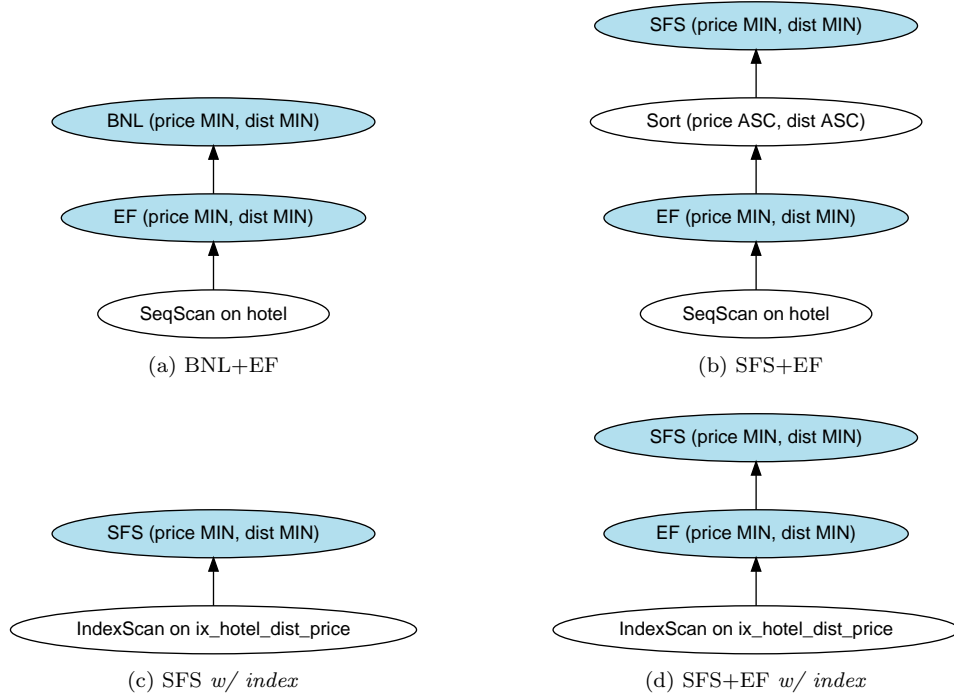 BNL (price MIN, dist MIN)
EF (price MIN, dist MIN)
SeqScan on hotel
(a) BNL+EF
SFS (price MIN, dist MIN)
Sort (price ASC, dist ASC)
EF (price MIN, dist MIN)
SeqScan on hotel
(b) SFS+EF
SFS (price MIN, dist MIN)
IndexScan on ix_hotel_dist_price
(c) SFS w/ index
SFS (price MIN, dist MIN)
EF (price MIN, dist MIN)
IndexScan on ix_hotel_dist_price
(d) SFS+EF w/ index